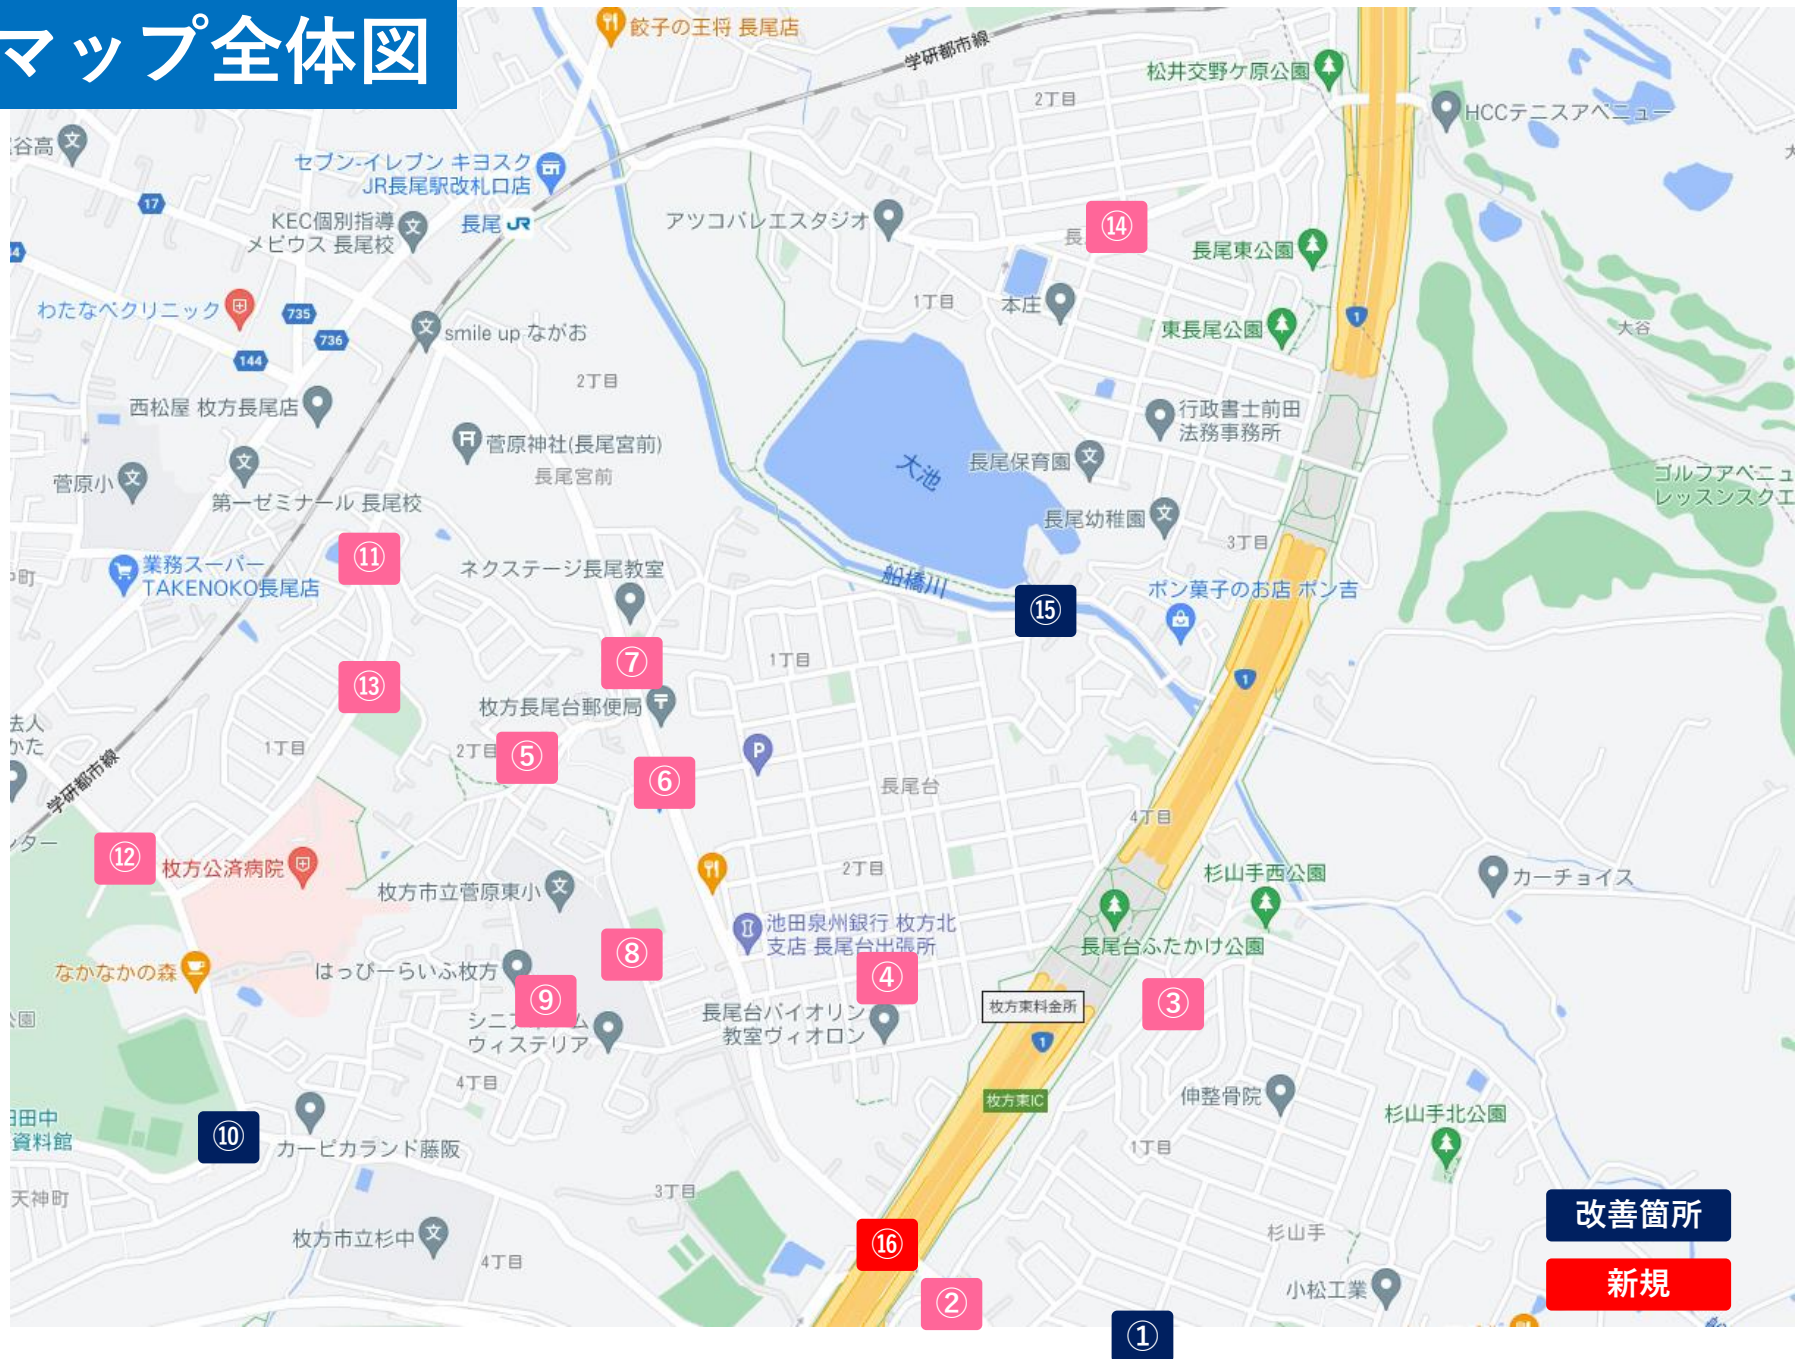 マップ全体図
餃子の王将 長尾店
学研都市線
松井交野ケ原公園
2丁目
HCCテニスアベニュー
谷高
セブン-イレブン キヨスク
JR長尾駅改札口店
17
KEC個別指導
メビウス 長尾校
長尾 JR
アツコバレエスタジオ
長
⑭
長尾東公園
わたなベクリニック
735
736
144
smile up ながお
1丁目
本庄
東長尾公園
1
大谷
2丁目
西松屋 枚方長尾店
行政書士前田
法務事務所
菅原神社(長尾宮前)
長尾宮前
大池
長尾保育園
菅原小
第一ゼミナール 長尾校
ゴルフアベニュ
レッスンスクエ
長尾幼稚園
3丁目
⑪
業務スーパー
TAKENOKO長尾店
町
ネクステージ長尾教室
船橋川
⑮
ポン菓子のお店 ポン吉
⑦
1丁目
⑬
枚方長尾台郵便局
1
法人
かた
1丁目
2丁目
⑤
⑥
P
長尾台
学研都市線
4丁目
ター
⑫
枚方公済病院
枚方市立菅原東小
2丁目
杉山手西公園
カーチョイス
池田泉州銀行 枚方北
支店 長尾台出張所
長尾台ふたかけ公園
⑧
なかなかの森
はっぴーらいふ枚方
⑨
④
枚方東料金所
③
公園
シニ
ム
ウィステリア
長尾台バイオリン
教室ヴィオロン
1
4丁目
枚方東IC
伸整骨院
杉山手北公園
田中
資料館
⑩
カーピカランド藤阪
1丁目
天神町
3丁目
枚方市立杉中
4丁目
⑯
杉山手
改善箇所
小松工業
新規
②
①